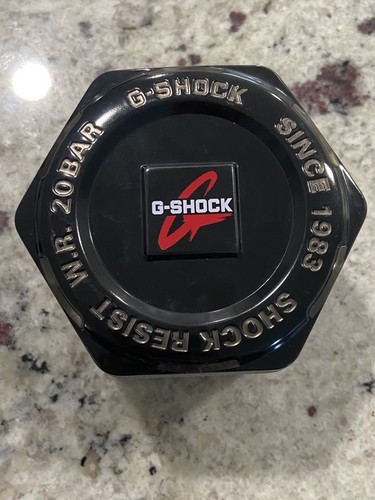 G-SHOCK
SINCE 1983
SHOCK RESIST
W.R. 20BAR
G-SHOCK